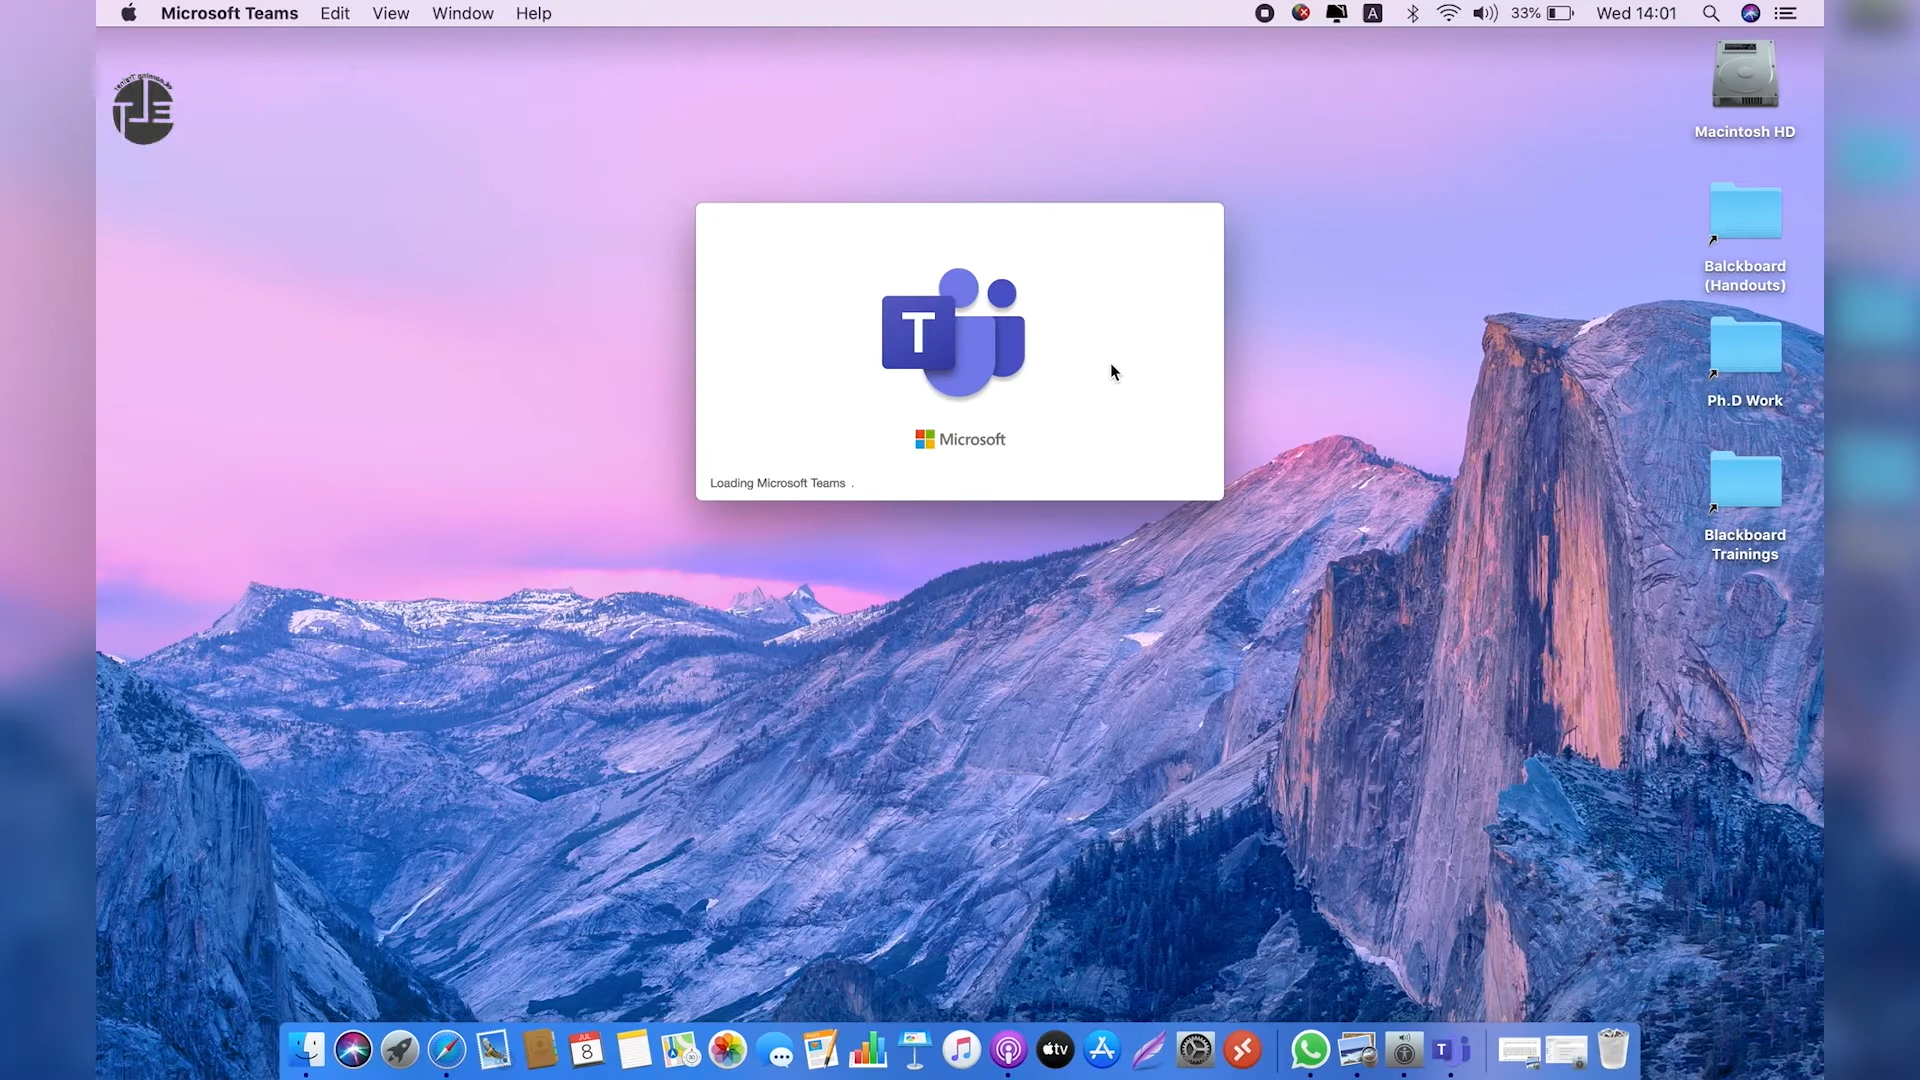 Microsoft Teams Edit View Window Help
A 33% Wed 14:01
Macintosh HD
Balckboard
(Handouts)
Ph.D Work
Blackboard
Trainings
T
Microsoft
Loading Microsoft Teams .
JUL
8
tv
T